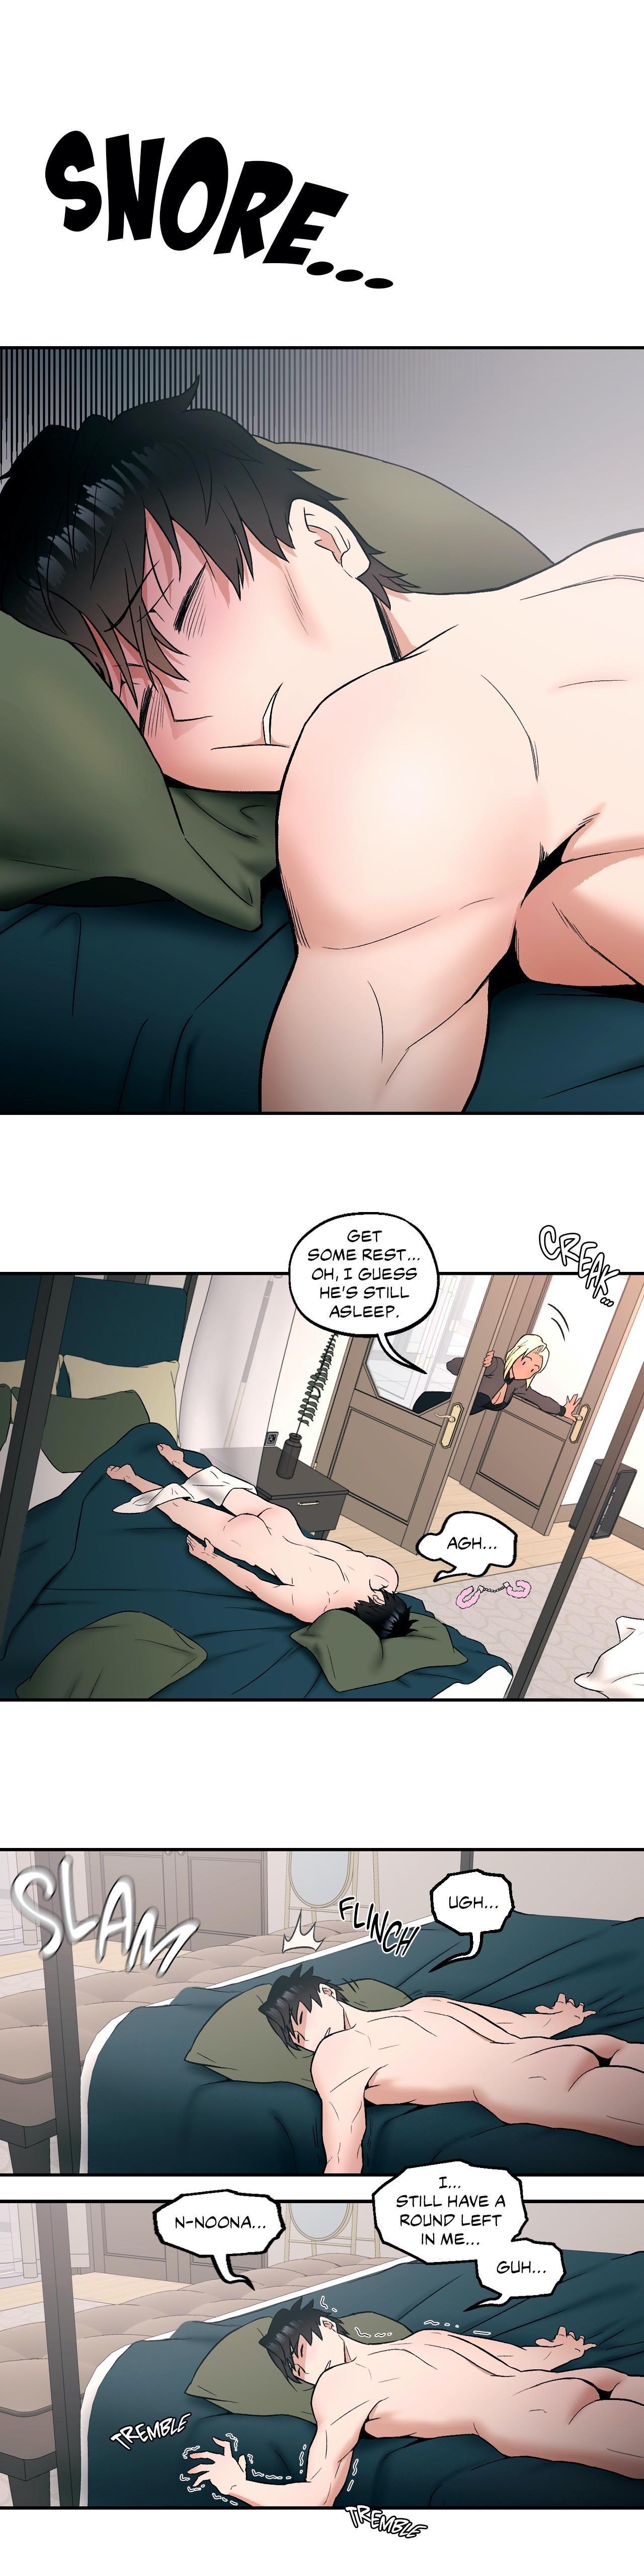 SNORE...
CREAK...
GET
SOME REST...
OH, I GUESS
HE'S STILL
ASLEEP.
AGH...
SLAM
FLINCH
UGH...
N-NOONA...
I...
STILL HAVE A
ROUND LEFT
IN ME...
GUH...
TREMBLE
TREMBLE